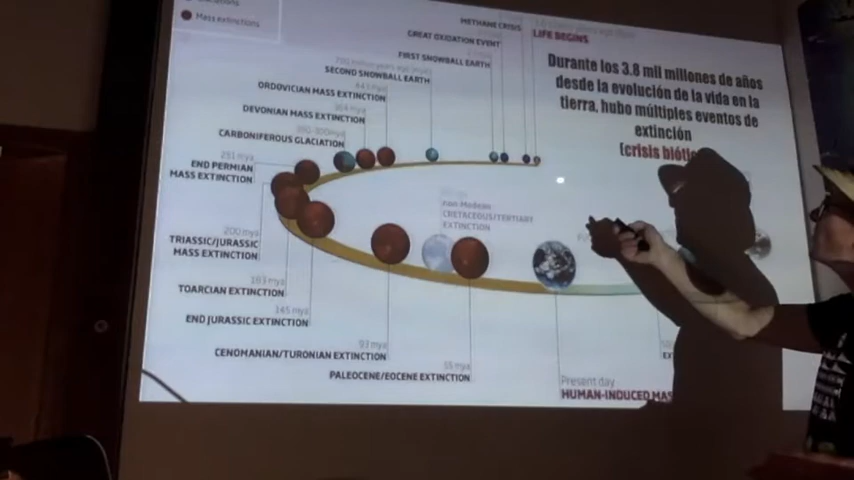 Mass extinctions
METHANE CRISIS
LIFE BEGINS
GREAT OXIDATION EVENT
FIRST SNOWBALL EARTH
SECOND SNOWBALL EARTH
ORDOVICIAN MASS EXTINCTION
DEVONIAN MASS EXTINCTION
CARBONIFEROUS GLACIATION
Durante los 3.8 mil millones de años
desde la evolución de la vida en la
tierra, hubo múltiples eventos de
extinción
(crisis
251 mya
END PERMIAN
MASS EXTINCTION
CRETACEOUS/TERTIARY
EXTINCTION
200 mya
TRIASSIC/JURASSIC
MASS EXTINCTION
TOARCIAN EXTINCTION
145 mya
END JURASSIC EXTINCTION
93 mya
CENOMANIAN/TURONIAN EXTINCTION
55 mya
PALEOCENE/EOCENE EXTINCTION
Present day
HUMAN-INDUCED